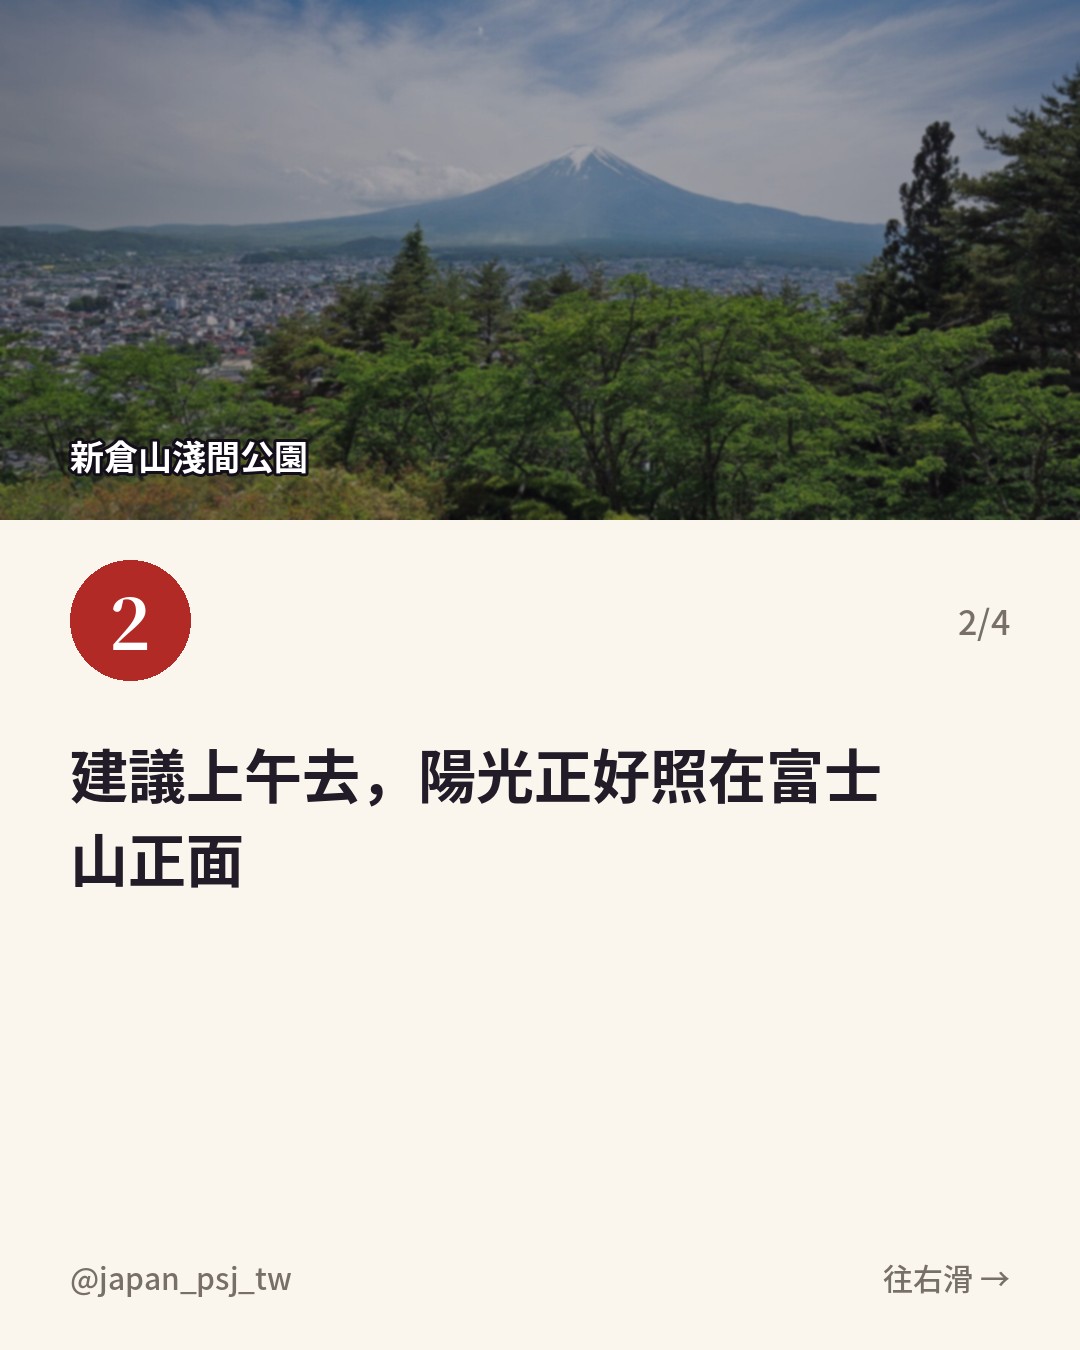 新倉山淺間公園
2
2/4
建議上午去，陽光正好照在富士
山正面
@japan_psj_tw
往右滑 →